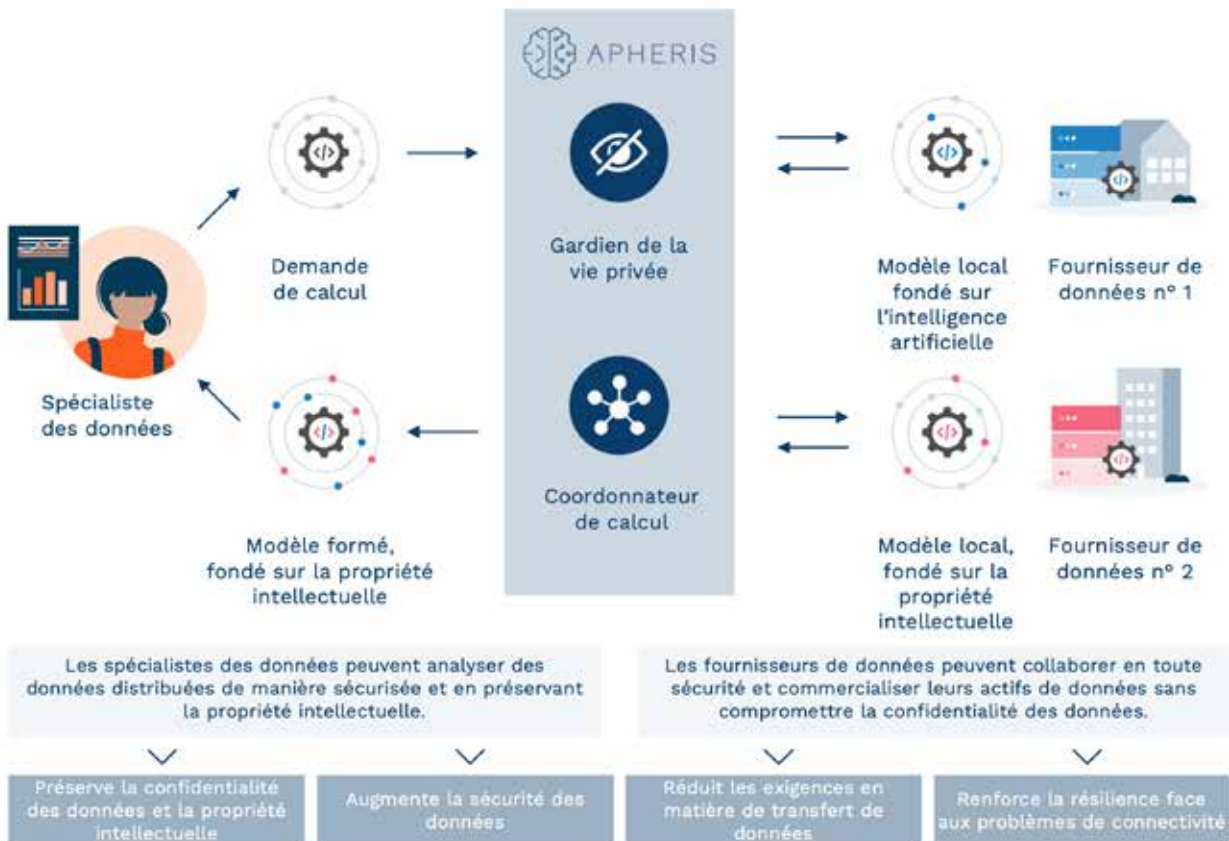 APHERIS
Demande
de calcul
Gardien de la
vie privée
Modèle local
fondé sur
l'intelligence
artificielle
Fournisseur de
données n° 1
Spécialiste
des données
Modèle formé,
fondé sur la propriété
intellectuelle
Coordonnateur
de calcul
Modèle local,
fondé sur la
propriété
intellectuelle
Fournisseur de
données n° 2
Les spécialistes des données peuvent analyser des
données distribuées de manière sécurisée et en préservant
la propriété intellectuelle.
Les fournisseurs de données peuvent collaborer en toute
sécurité et commercialiser leurs actifs de données sans
compromettre la confidentialité des données.
Préserve la confidentialité
des données et la propriété
intellectuelle
Augmente la sécurité des
données
Réduit les exigences en
matière de transfert de
données
Renforce la résilience face
aux problèmes de connectivité